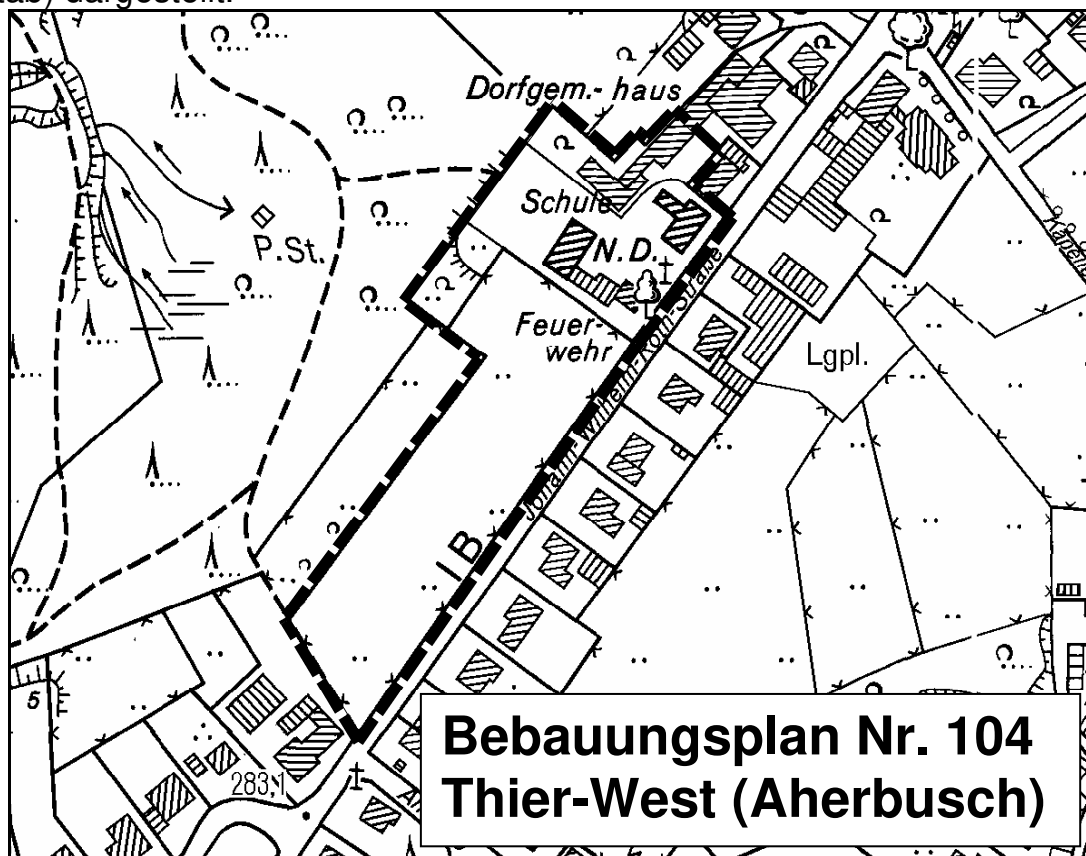 dargestellt.
Dorfgem.- haus
Schule
N.D.
P.St.
Feuer-
wehr
Johann-Wilhelm-Roth-Straße
Lgpl.
B
5
283,1
Bebauungsplan Nr. 104
Thier-West (Aherbusch)